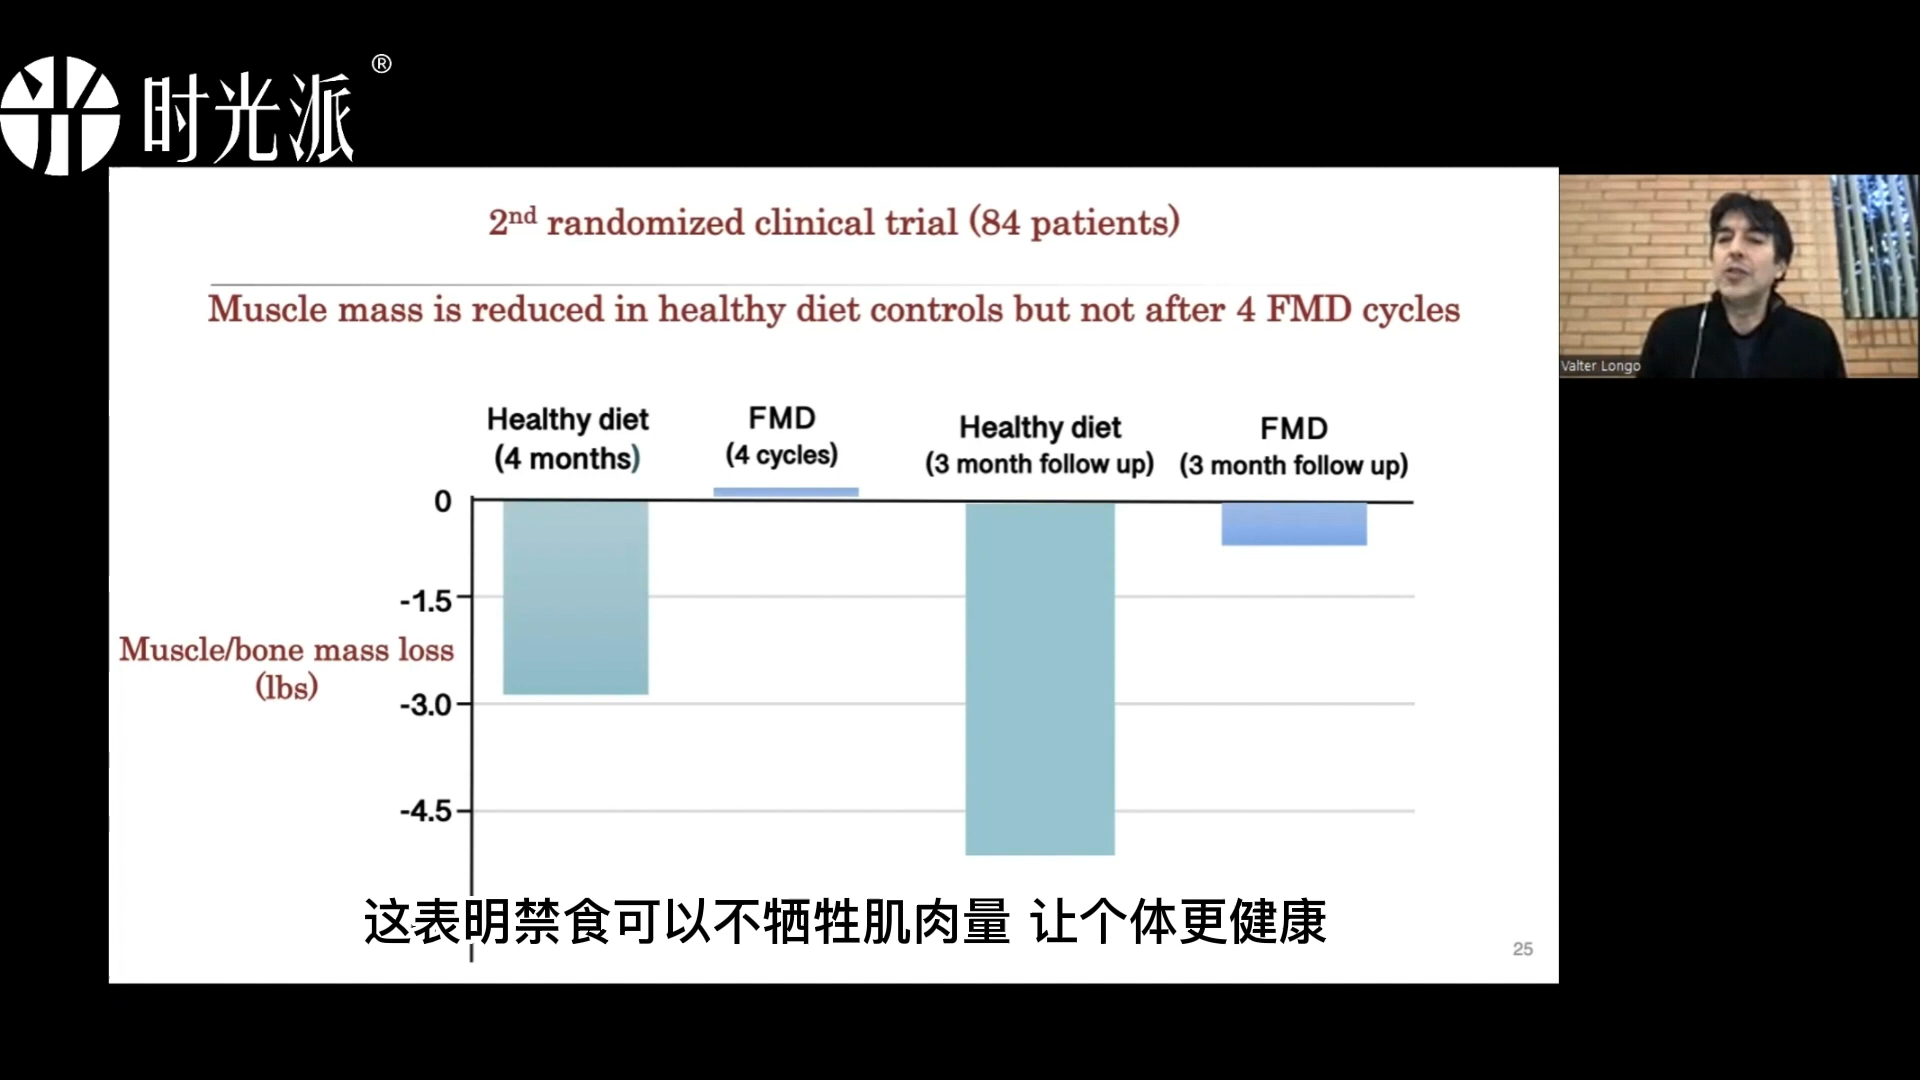 时光派®
2nd randomized clinical trial (84 patients)
Muscle mass is reduced in healthy diet controls but not after 4 FMD cycles
Healthy diet
(4 months)
FMD
(4 cycles)
Healthy diet
(3 month follow up)
FMD
(3 month follow up)
0
-1.5
-3.0
-4.5
Muscle/bone mass loss
(lbs)
这表明禁食可以不牺牲肌肉量 让个体更健康
25
Valter Longo